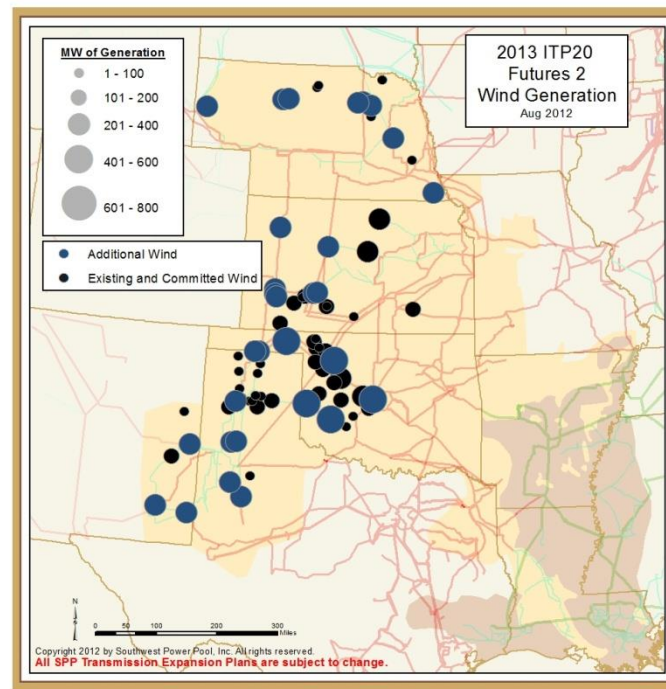 MW of Generation
1 - 100
101 - 200
201 - 400
401 - 600
601 - 800
Additional Wind
Existing and Committed Wind
2013 ITP20
Futures 2
Wind Generation
Aug 2012
N
0 50 100 200 300
Miles
Copyright 2012 by Southwest Power Pool, Inc. All rights reserved.
All SPP Transmission Expansion Plans are subject to change.